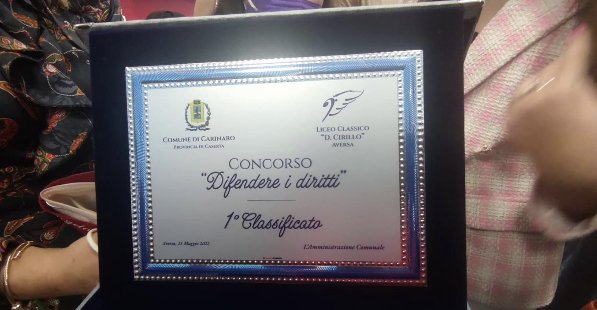 COMUNE DI CARINARO
PROVINCIA DI CASERTA
LICEO CLASSICO
"D. CIRILLO"
AVERSA
CONCORSO
"Difendere i diritti"
1° Classificato
L'Amministrazione Comunale